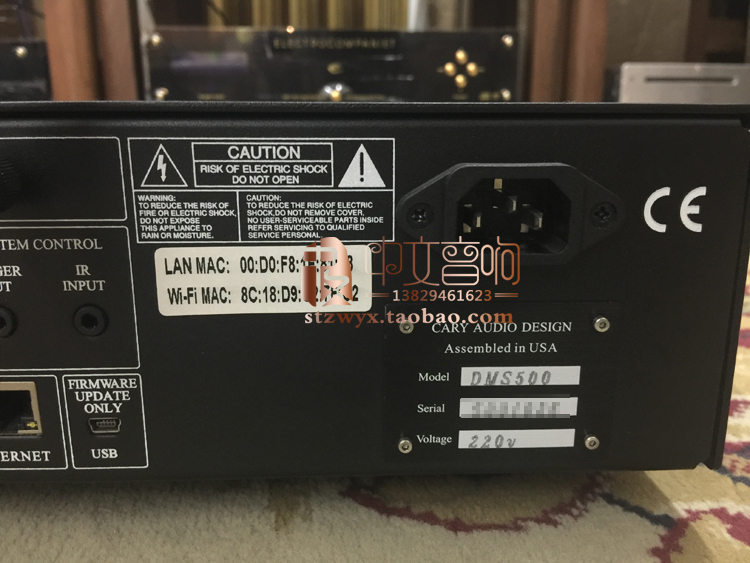 ELECTROCOMPANIET
CAUTION
RISK OF ELECTRIC SHOCK
DO NOT OPEN
WARNING:
TO REDUCE THE RISK OF
FIRE OR ELECTRIC SHOCK,
DO NOT EXPOSE
THIS APPLIANCE TO
RAIN OR MOISTURE.
CAUTION:
TO REDUCE THE RISK OF ELECTRIC
SHOCK,DO NOT REMOVE COVER,
NO USER-SERVICEABLE PARTS INSIDE
REFER SERVICING TO QUALIFIED
SERVICE PERSONAL
CE
TEM CONTROL
GER
UT
IR
INPUT
LAN MAC: 00:D0:F8:
Wi-Fi MAC: 8C:18:D9:
中艾音响
13829461623
stzwyx.taobao.com
CARY AUDIO DESIGN
Assembled in USA
Model DMS500
Serial
Voltage 220v
FIRMWARE
UPDATE
ONLY
USB
ERNET